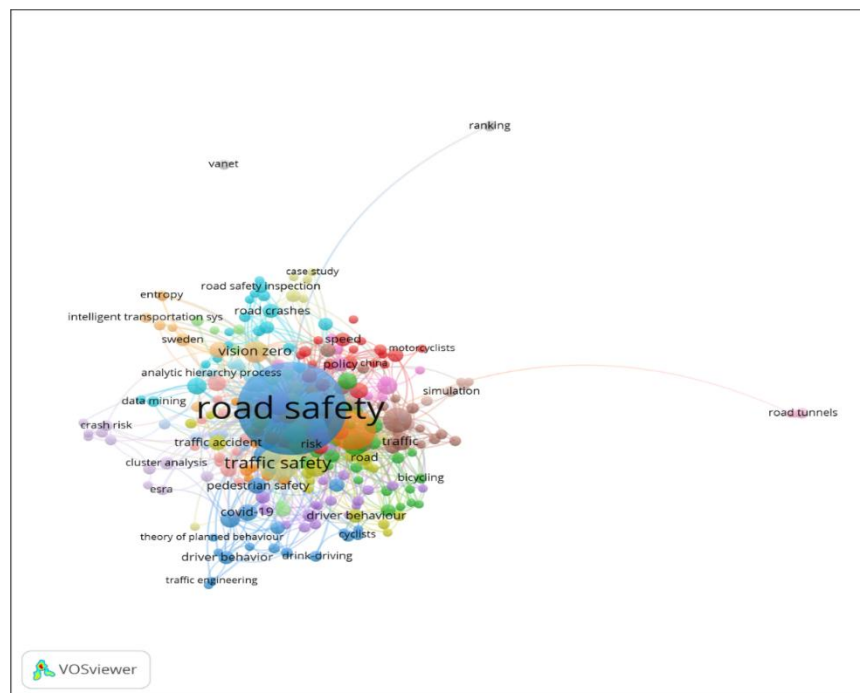 ranking
vanet
case study
road safety inspection
entropy
road crashes
intelligent transportation sys
sweden
speed
vision zero
motorcyclists
policy
china
analytic hierarchy process
simulation
data mining
road safety
road tunnels
crash risk
traffic accident
risk
traffic
road
cluster analysis
traffic safety
bicycling
pedestrian safety
esra
covid-19
driver behaviour
theory of planned behaviour
cyclists
driver behavior
drink-driving
traffic engineering
VOSviewer